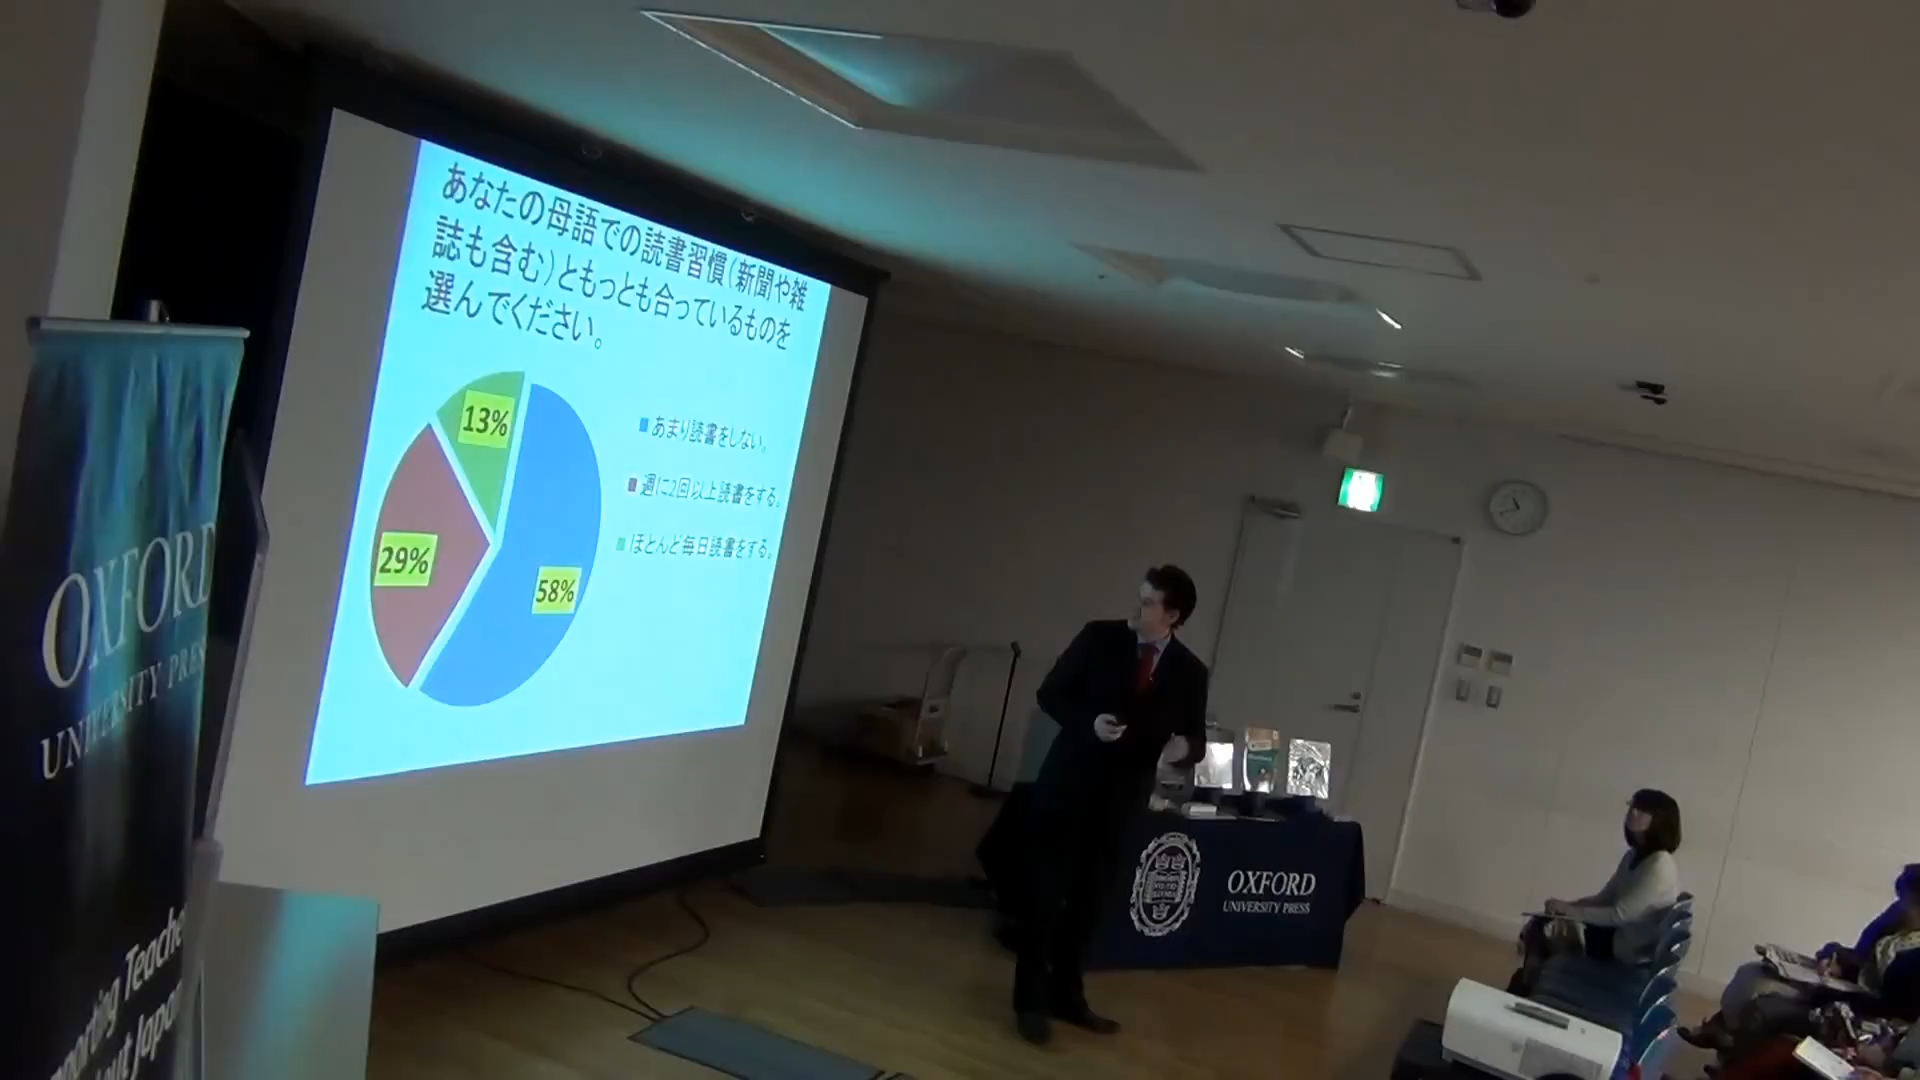 あなたの母語での読書習慣(新聞や雑
誌も含む)ともっとも合っているものを
選んでください。
13%
29%
58%
あまり読書をしない。
週に2回以上読書をする。
ほとんど毎日読書をする。
OXFORD
UNIVERSITY PRESS
OXFORD
UNIVERSITY PRESS